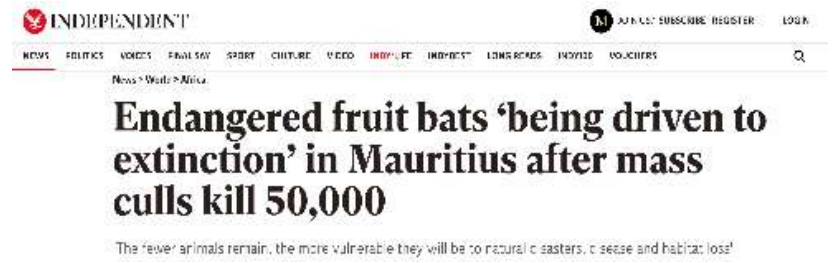 INDEPENDENT
SUBSCRIBE REGISTER LOGIN
NEWS POLITICS VOICES FINAL SAY SPORT CULTURE VIDEO INDY/LIFE INDYBEST LONG READS INDY100 VOUCHERS
News > World > Africa
Endangered fruit bats ‘being driven to
extinction’ in Mauritius after mass
culls kill 50,000
The fewer animals remain, the more vulnerable they will be to natural disasters, disease and habitat loss'